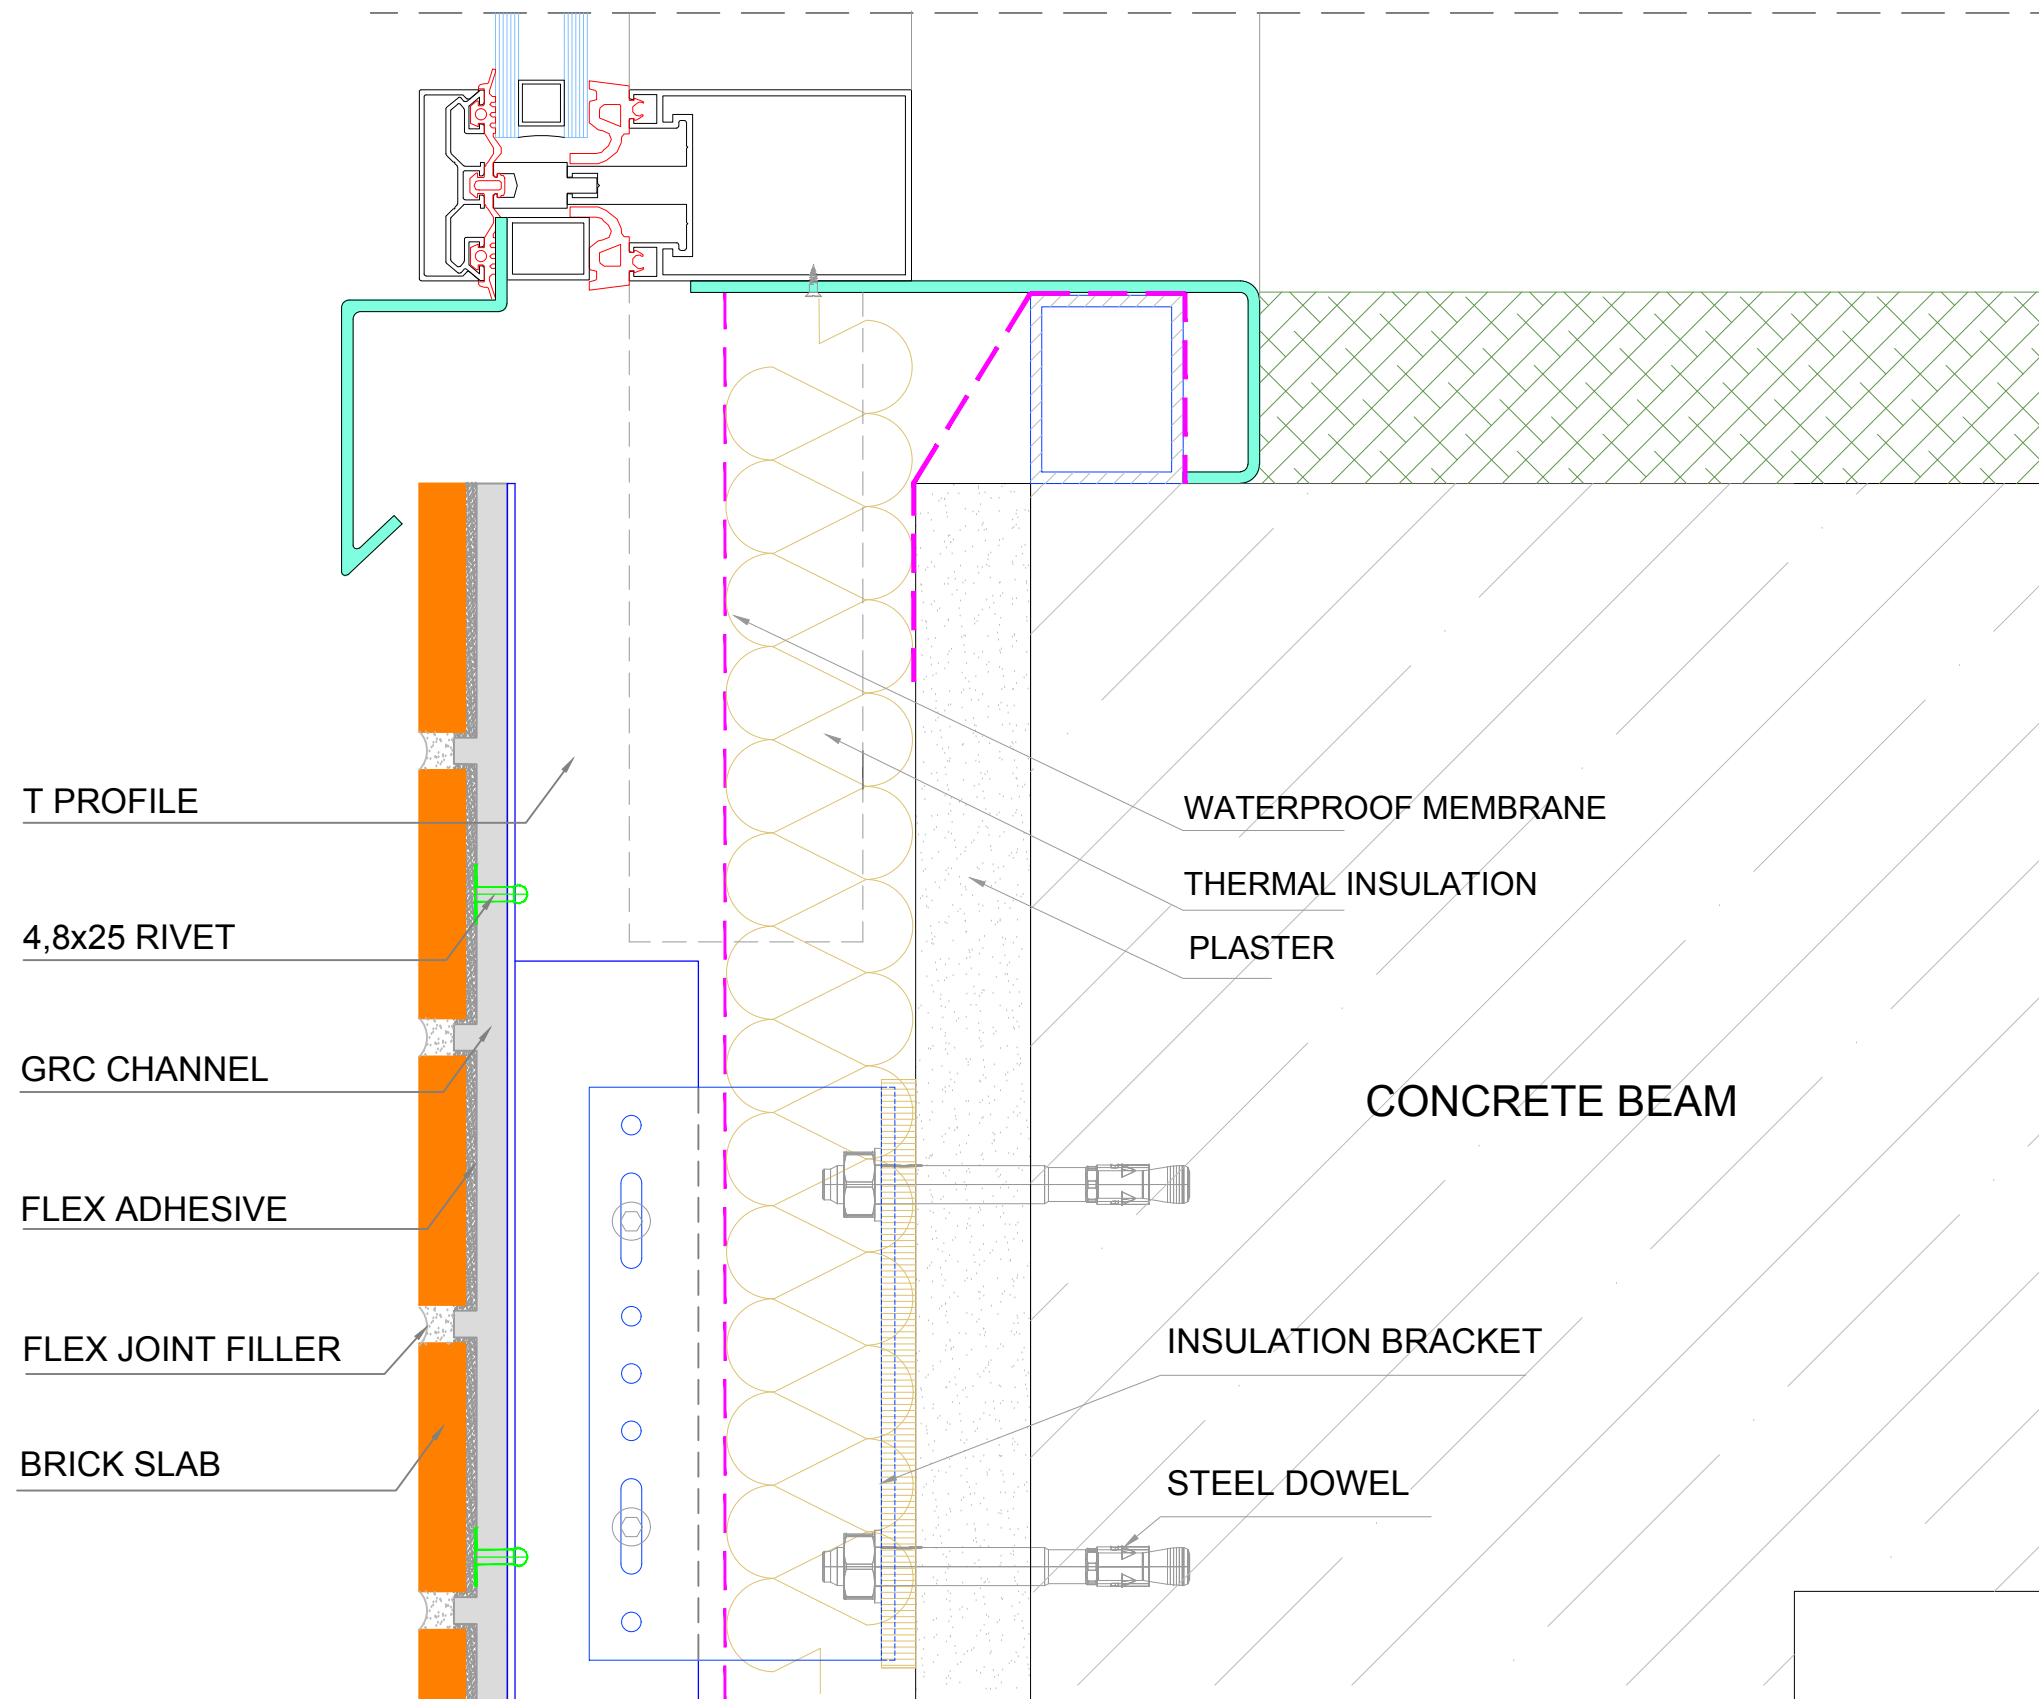 T PROFILE
4,8x25 RIVET
GRC CHANNEL
FLEX ADHESIVE
FLEX JOINT FILLER
BRICK SLAB
WATERPROOF MEMBRANE
THERMAL INSULATION
PLASTER
CONCRETE BEAM
INSULATION BRACKET
STEEL DOWEL